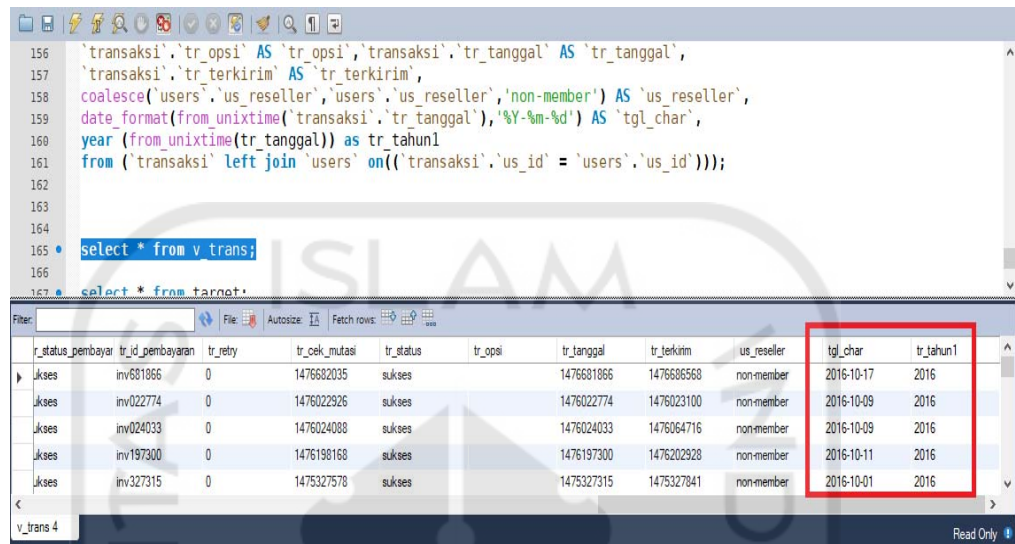 156 `transaksi`.`tr_opsi` AS `tr_opsi`,`transaksi`.`tr_tanggal` AS `tr_tanggal`,
157 `transaksi`.`tr_terkirim` AS `tr_terkirim`,
158 coalesce(`users`.`us_reseller`,`users`.`us_reseller`,'non-member') AS `us_reseller`,
159 date_format(from_unixtime(`transaksi`.`tr_tanggal`),'%Y-%m-%d') AS `tgl_char`,
160 year (from_unixtime(tr_tanggal)) as tr_tahun1
161 from (`transaksi` left join `users` on((`transaksi`.`us_id` = `users`.`us_id`)));
162
163
164
165 select * from v_trans;
166
167 select * from target;
Filter: File: Autosize: Fetch rows:
r_status_pembayar tr_id_pembayaran tr_retry tr_cek_mutasi tr_status tr_opsi tr_tanggal tr_terkirim us_reseller tgl_char tr_tahun1
ukses inv681866 0 1476682035 sukses 1476681866 1476686568 non-member 2016-10-17 2016
ukses inv022774 0 1476022926 sukses 1476022774 1476023100 non-member 2016-10-09 2016
ukses inv024033 0 1476024088 sukses 1476024033 1476064716 non-member 2016-10-09 2016
ukses inv197300 0 1476198168 sukses 1476197300 1476202928 non-member 2016-10-11 2016
ukses inv327315 0 1475327578 sukses 1475327315 1475327841 non-member 2016-10-01 2016
v_trans 4 Read Only
ISLAM